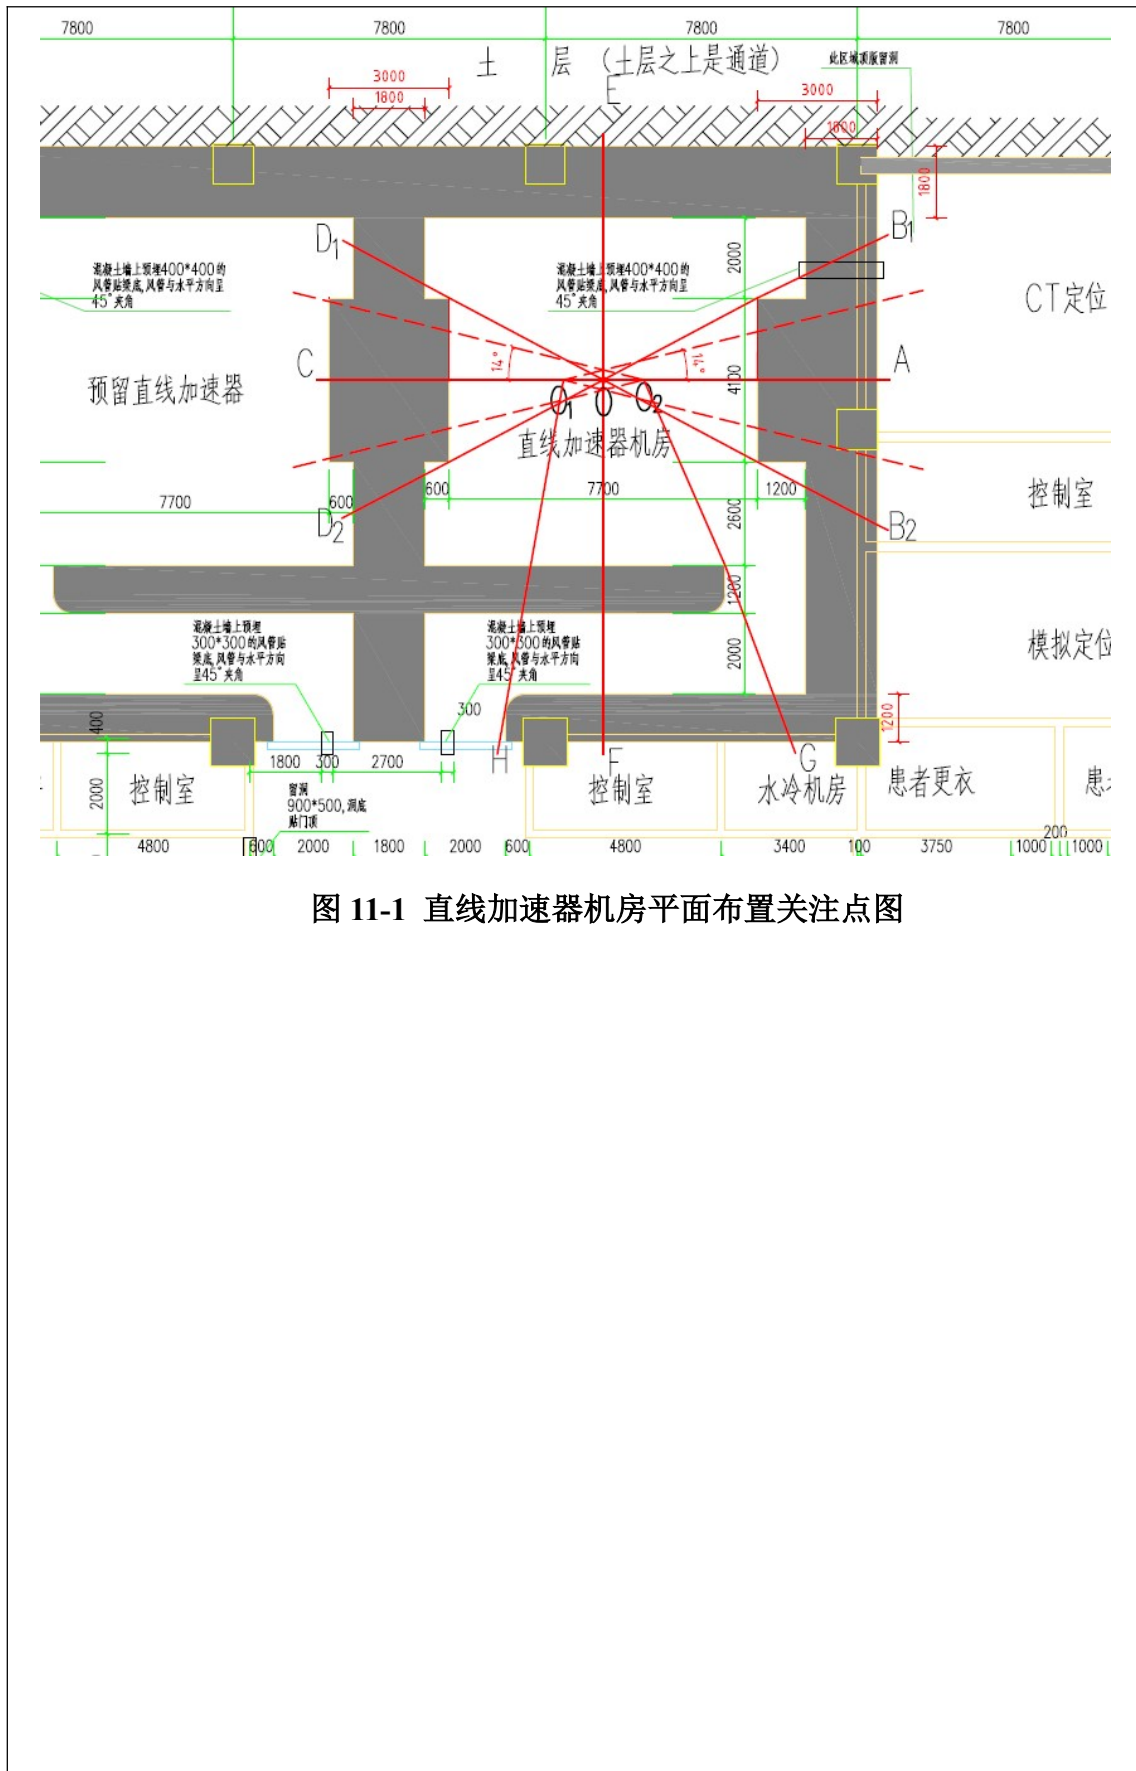 7800 7800 7800 7800
土 层 (土层之上是通道)
此区域顶版留洞
E
3000
1800
3000
1800
1800
D1
B1
混凝土墙上预埋400*400的
风管贴梁底,风管与水平方向呈
45°夹角
混凝土墙上预埋400*400的
风管贴梁底,风管与水平方向呈
45°夹角
2000
CT定位
C
14°
14°
A
4100
预留直线加速器
O1 O O2
直线加速器机房
7700 600 600 7700 1200
控制室
D2
B2
2600
1200
混凝土墙上预埋
300*300的风管贴
梁底,风管与水平方向
呈45°夹角
混凝土墙上预埋
300*300的风管贴
梁底,风管与水平方向
呈45°夹角
2000
模拟定位
300
400
1200
1800 300 2700
H F G
2000
控制室
留洞
900*500,洞底
贴门顶
控制室
水冷机房
患者更衣
患
4800 600 2000 1800 2000 600 4800 3400 100 3750 1000 200 1000
图 11-1 直线加速器机房平面布置关注点图